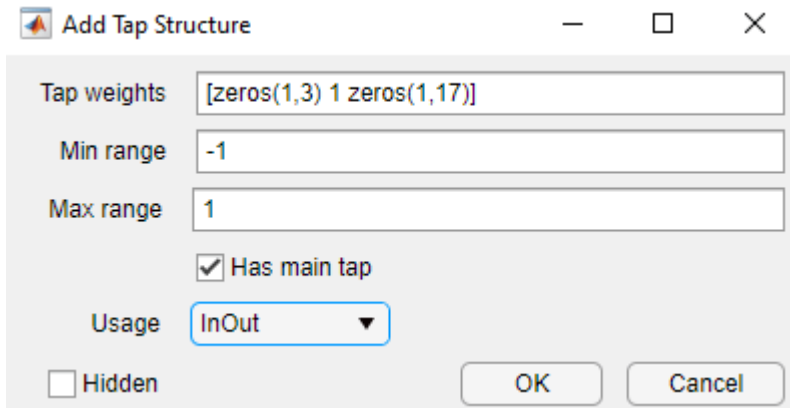 Add Tap Structure
Tap weights [zeros(1,3) 1 zeros(1,17)]
Min range -1
Max range 1
Has main tap
Usage InOut
Hidden OK Cancel